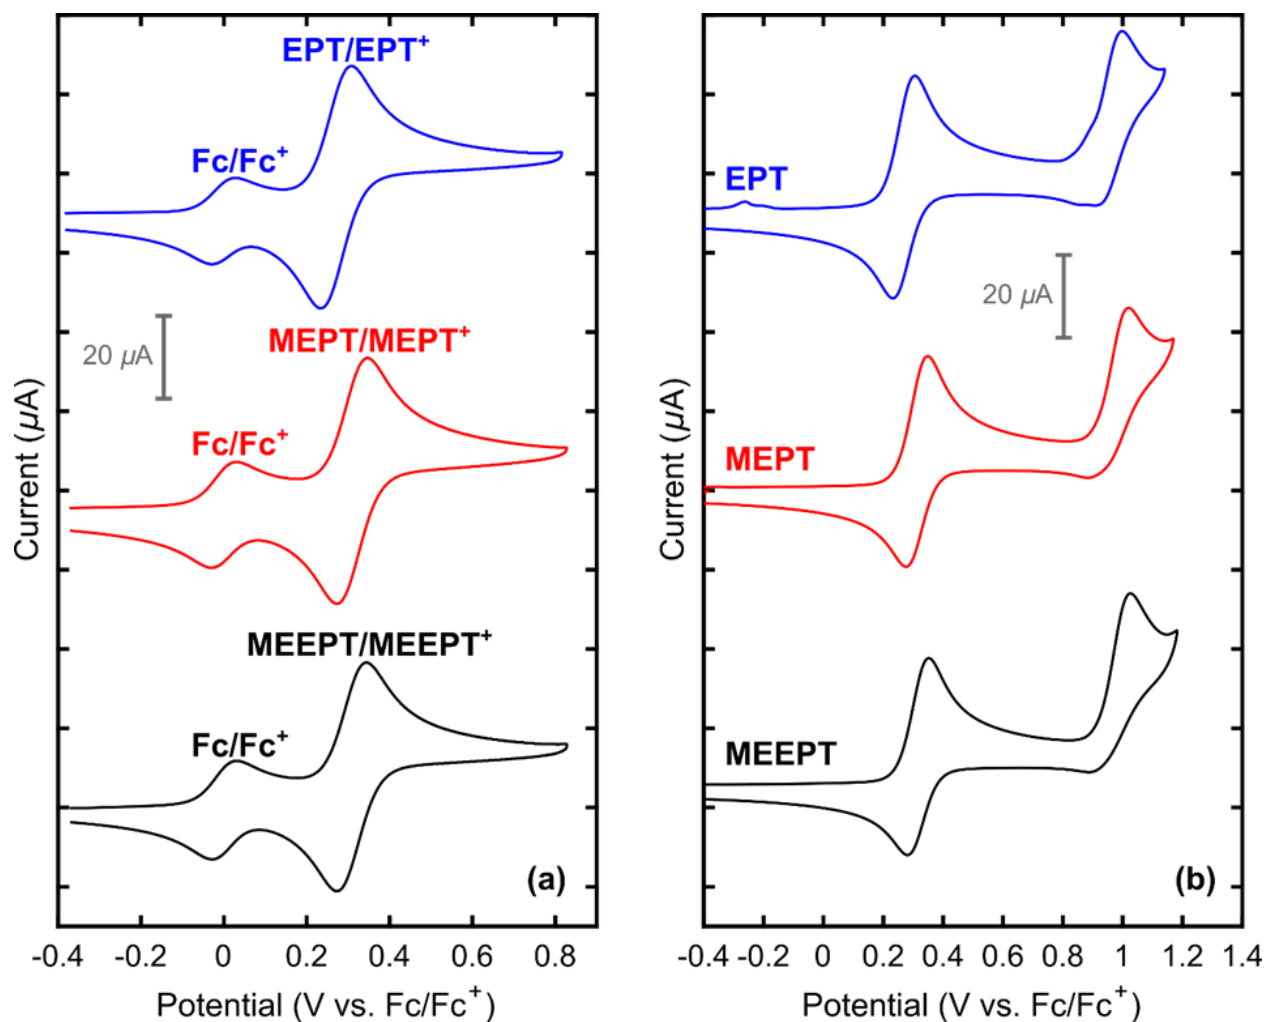 EPT/EPT⁺
Fc/Fc⁺
20 µA
MEPT/MEPT⁺
Fc/Fc⁺
MEEPT/MEEPT⁺
Fc/Fc⁺
(a)
Current (µA)
-0.4 -0.2 0 0.2 0.4 0.6 0.8
Potential (V vs. Fc/Fc⁺)
EPT
20 µA
MEPT
MEEPT
(b)
Current (µA)
-0.4 -0.2 0 0.2 0.4 0.6 0.8 1 1.2 1.4
Potential (V vs. Fc/Fc⁺)